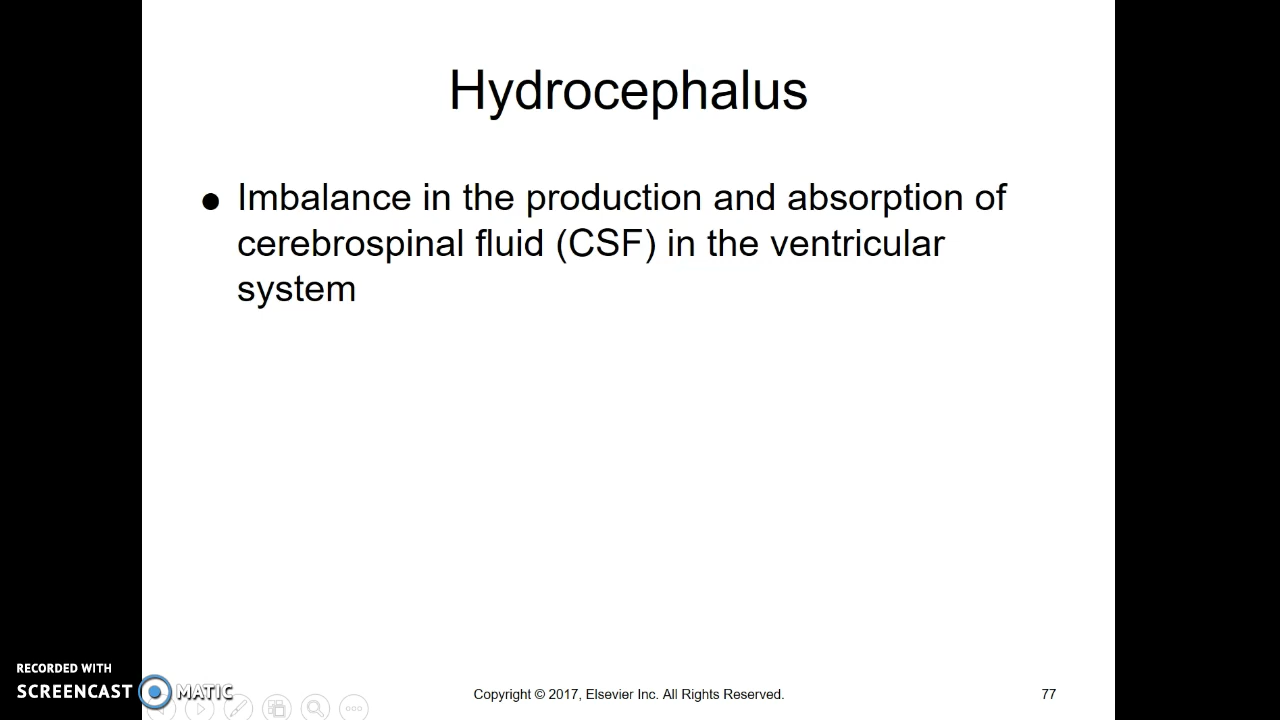 Hydrocephalus
● Imbalance in the production and absorption of
cerebrospinal fluid (CSF) in the ventricular
system
RECORDED WITH
SCREENCAST MATIC
Copyright © 2017, Elsevier Inc. All Rights Reserved.
77